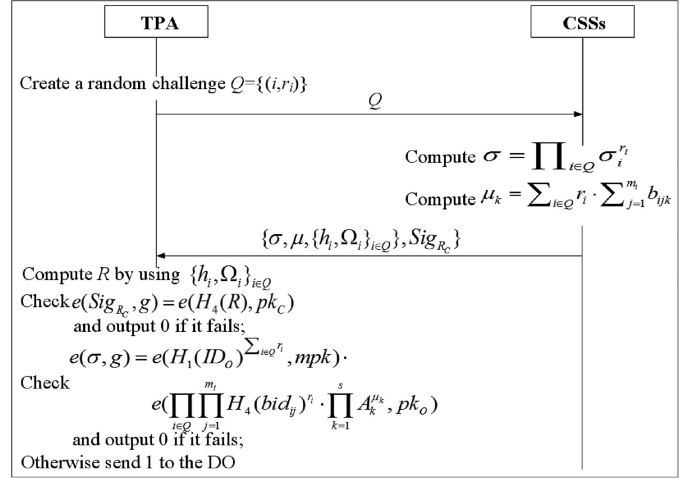 TPA CSSs
Create a random challenge Q={(i,r_i)}
Q
Compute σ = ∏_{i∈Q} σ_i^{r_i}
Compute μ_k = ∑_{i∈Q} r_i · ∑_{j=1}^{m_i} b_{ijk}
{σ, μ, {h_i, Ω_i}_{i∈Q}, Sig_{R_C}}
Compute R by using {h_i, Ω_i}_{i∈Q}
Check e(Sig_{R_C}, g) = e(H_4(R), pk_C)
and output 0 if it fails;
e(σ, g) = e(H_1(ID_o)^{∑_{i∈Q} r_i}, mpk)·
Check
e(∏_{i∈Q} ∏_{j=1}^{m_i} H_4(bid_{ij})^{r_i} · ∏_{k=1}^{s} A_k^{μ_k}, pk_o)
and output 0 if it fails;
Otherwise send 1 to the DO